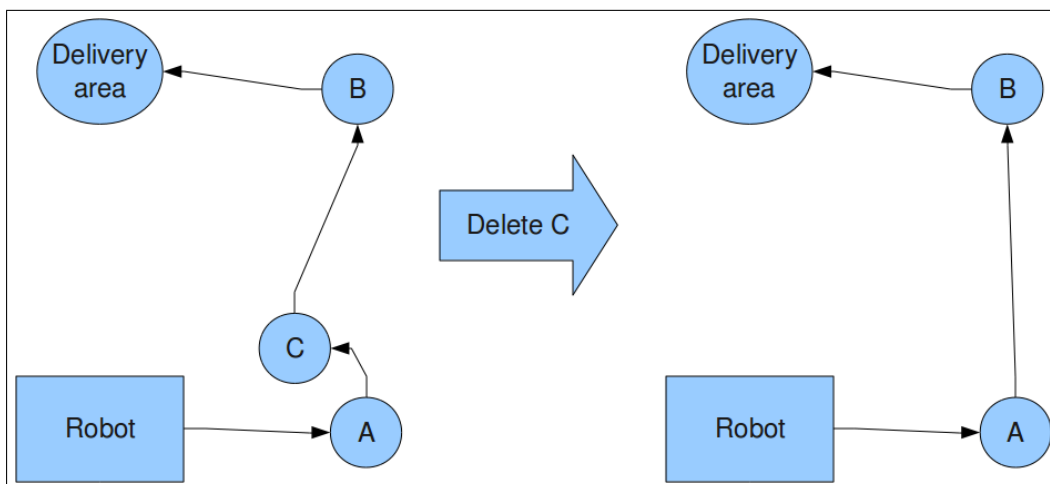 Delivery
area
B
C
Robot
A
Delete C
Delivery
area
B
Robot
A